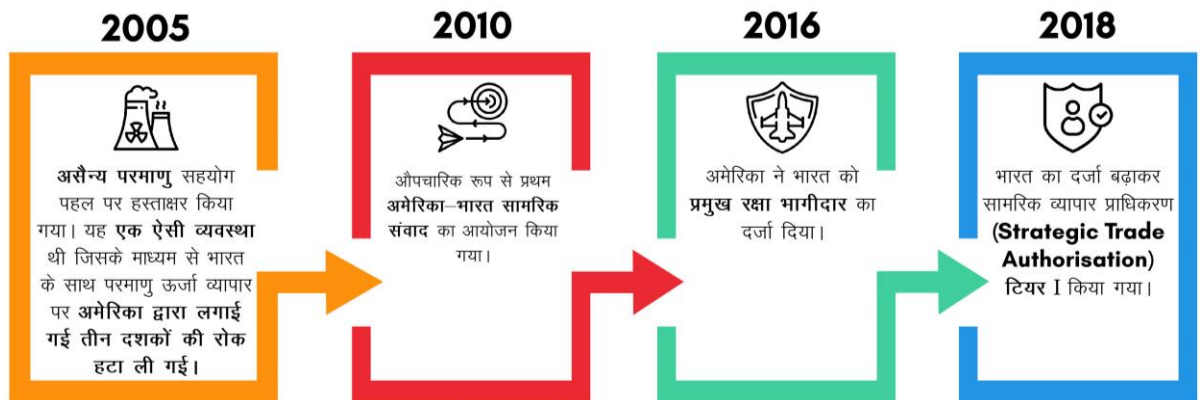 2005
असैन्य परमाणु सहयोग
पहल पर हस्ताक्षर किया
गया। यह एक ऐसी व्यवस्था
थी जिसके माध्यम से भारत
के साथ परमाणु ऊर्जा व्यापार
पर अमेरिका द्वारा लगाई
गई तीन दशकों की रोक
हटा ली गई।
2010
औपचारिक रूप से प्रथम
अमेरिका–भारत सामरिक
संवाद का आयोजन किया
गया।
2016
अमेरिका ने भारत को
प्रमुख रक्षा भागीदार का
दर्जा दिया।
2018
भारत का दर्जा बढ़ाकर
सामरिक व्यापार प्राधिकरण
(Strategic Trade
Authorisation)
टियर I किया गया।